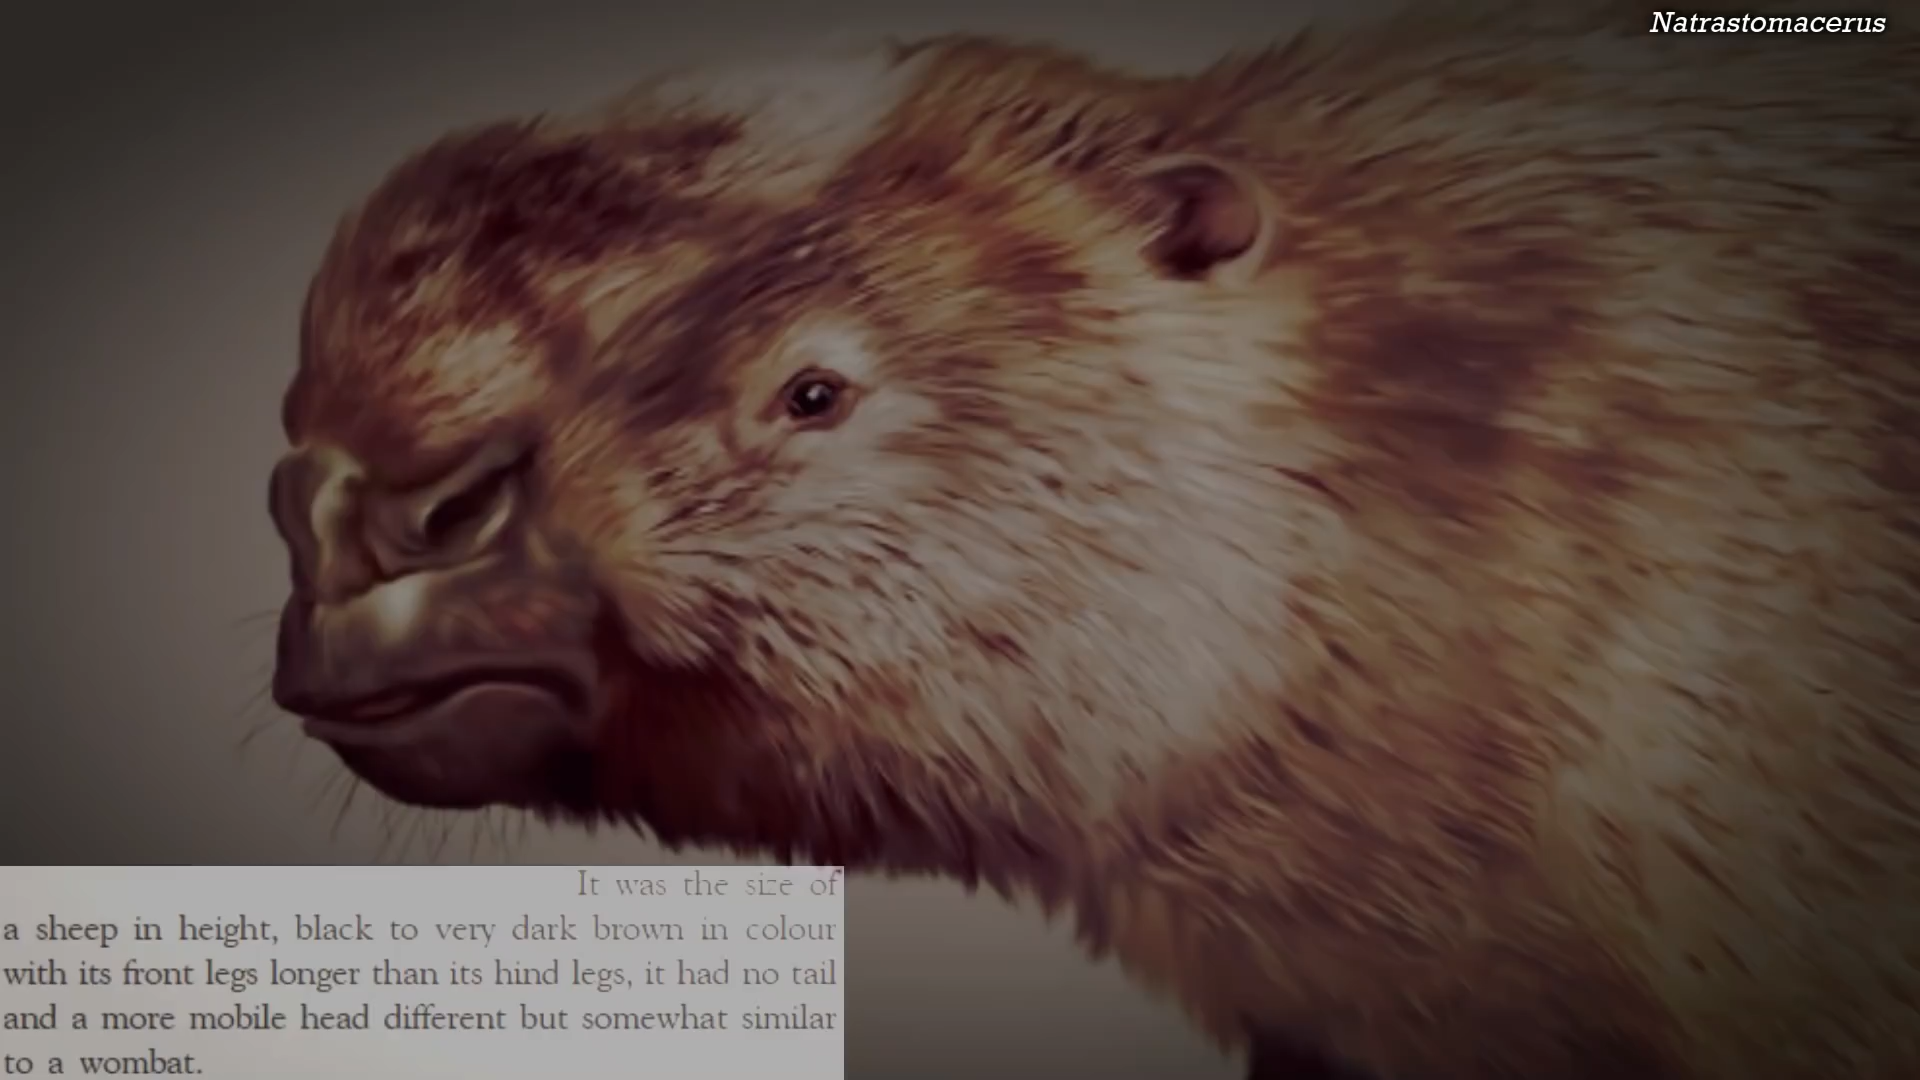 Natrastomacerus
It was the size of
a sheep in height, black to very dark brown in colour
with its front legs longer than its hind legs, it had no tail
and a more mobile head different but somewhat similar
to a wombat.